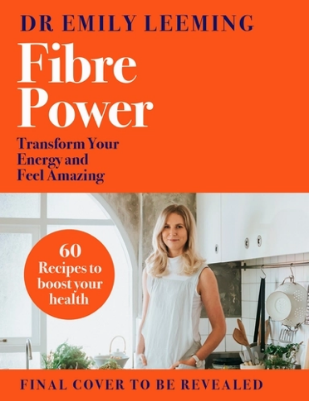 DR EMILY LEEMING
Fibre
Power
Transform Your
Energy and
Feel Amazing
60
Recipes to
boost your
health
FINAL COVER TO BE REVEALED